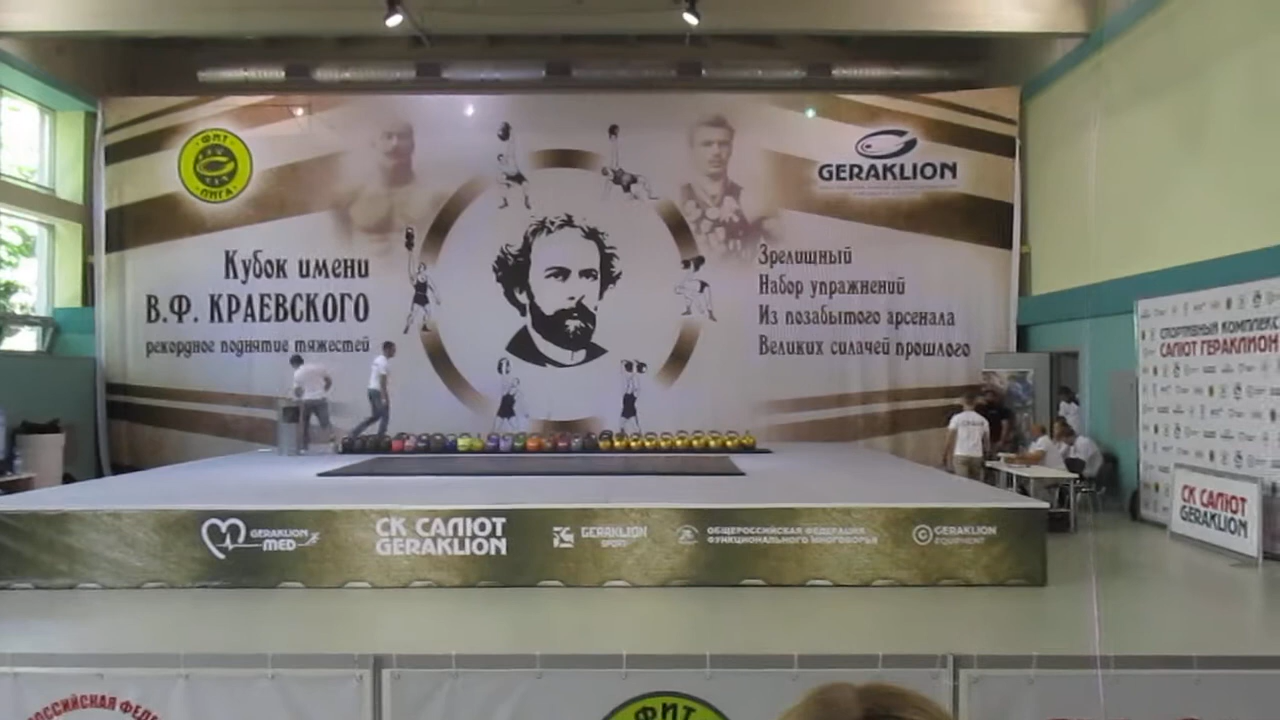 ФИТ
ЛИГА
GERAKLION
Кубок имени
В.Ф. КРАЕВСКОГО
рекордное поднятие тяжестей
Зрелищный
Набор упражнений
Из позабытого арсенала
Великих силачей прошлого
СПОРТИВНЫЙ КОМПЛЕКС
САЛЮТ ГЕРАКЛИОН
СК САЛЮТ
GERAKLION
GERAKLION
MED
СК САЛЮТ
GERAKLION
GERAKLION
SPORT
ОБЩЕРОССИЙСКАЯ ФЕДЕРАЦИЯ
ФУНКЦИОНАЛЬНОГО МНОГОБОРЬЯ
GERAKLION
EQUIPMENT
РОССИЙСКАЯ ФЕДЕ
ФИТ